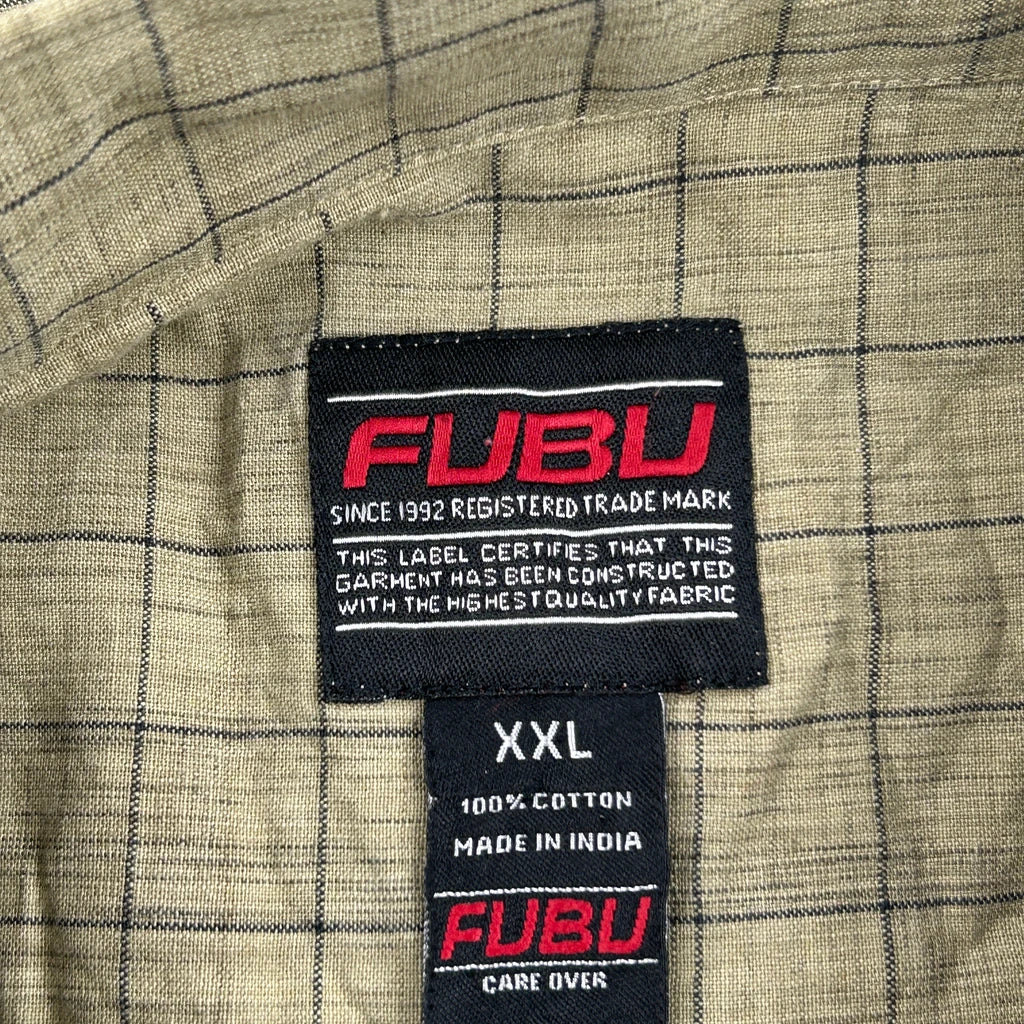 FUBU
SINCE 1992 REGISTERED TRADE MARK
THIS LABEL CERTIFIES THAT THIS
GARMENT HAS BEEN CONSTRUCTED
WITH THE HIGHEST QUALITY FABRIC
XXL
100% COTTON
MADE IN INDIA
FUBU
CARE OVER